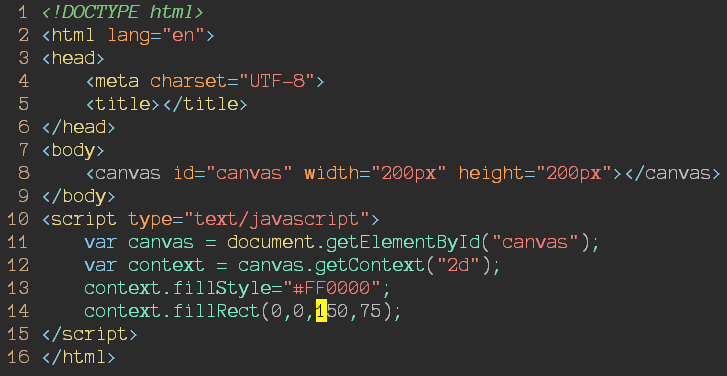 1 <!DOCTYPE html>
2 <html lang="en">
3 <head>
4     <meta charset="UTF-8">
5     <title></title>
6 </head>
7 <body>
8     <canvas id="canvas" width="200px" height="200px"></canvas>
9 </body>
10 <script type="text/javascript">
11     var canvas = document.getElementById("canvas");
12     var context = canvas.getContext("2d");
13     context.fillStyle="#FF0000";
14     context.fillRect(0,0,150,75);
15 </script>
16 </html>